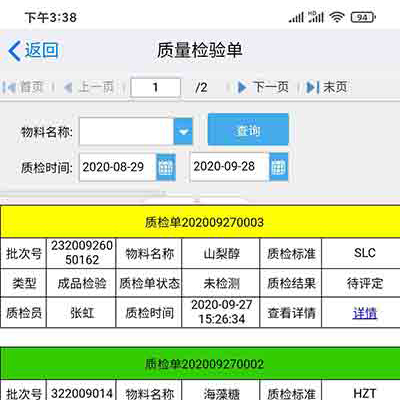 下午3:38 HD 94
返回 质量检验单
首页 上一页 1 /2 下一页 末页
物料名称: 查询
质检时间: 2020-08-29 2020-09-28
质检单202009270003
批次号 232009260 50162 物料名称 山梨醇 质检标准 SLC
类型 成品检验 质检单状态 未检测 质检结果 待评定
质检员 张虹 质检时间 2020-09-27 15:26:34 查看详情 详情
质检单202009270002
批次号 322009014 物料名称 海藻糖 质检标准 HZT